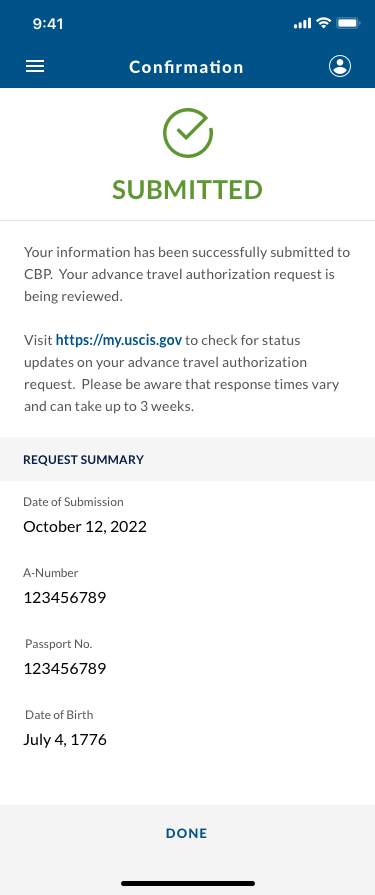 9:41
Confirmation
SUBMITTED
Your information has been successfully submitted to
CBP.  Your advance travel authorization request is
being reviewed.
Visit https://my.uscis.gov to check for status
updates on your advance travel authorization
request.  Please be aware that response times vary
and can take up to 3 weeks.
REQUEST SUMMARY
Date of Submission
October 12, 2022
A-Number
123456789
Passport No.
123456789
Date of Birth
July 4, 1776
DONE